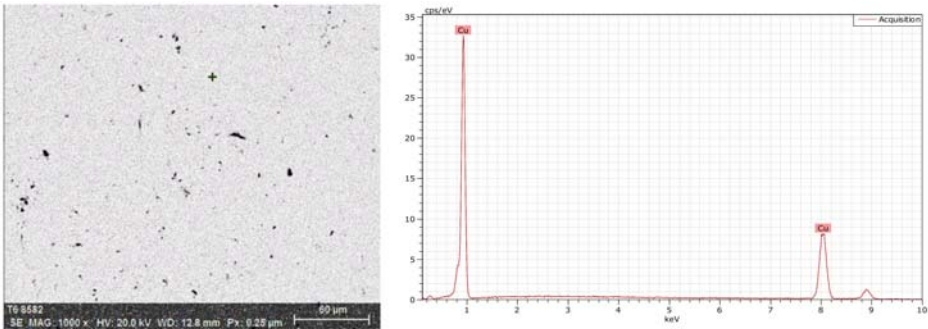 T6 8582
SE MAG: 1000 x HV: 20.0 kV WD: 12.8 mm Px: 0.25 µm
60 µm
cps/eV
Acquisition
35
30
25
20
15
10
5
0
Cu
Cu
1 2 3 4 5 6 7 8 9 10
keV